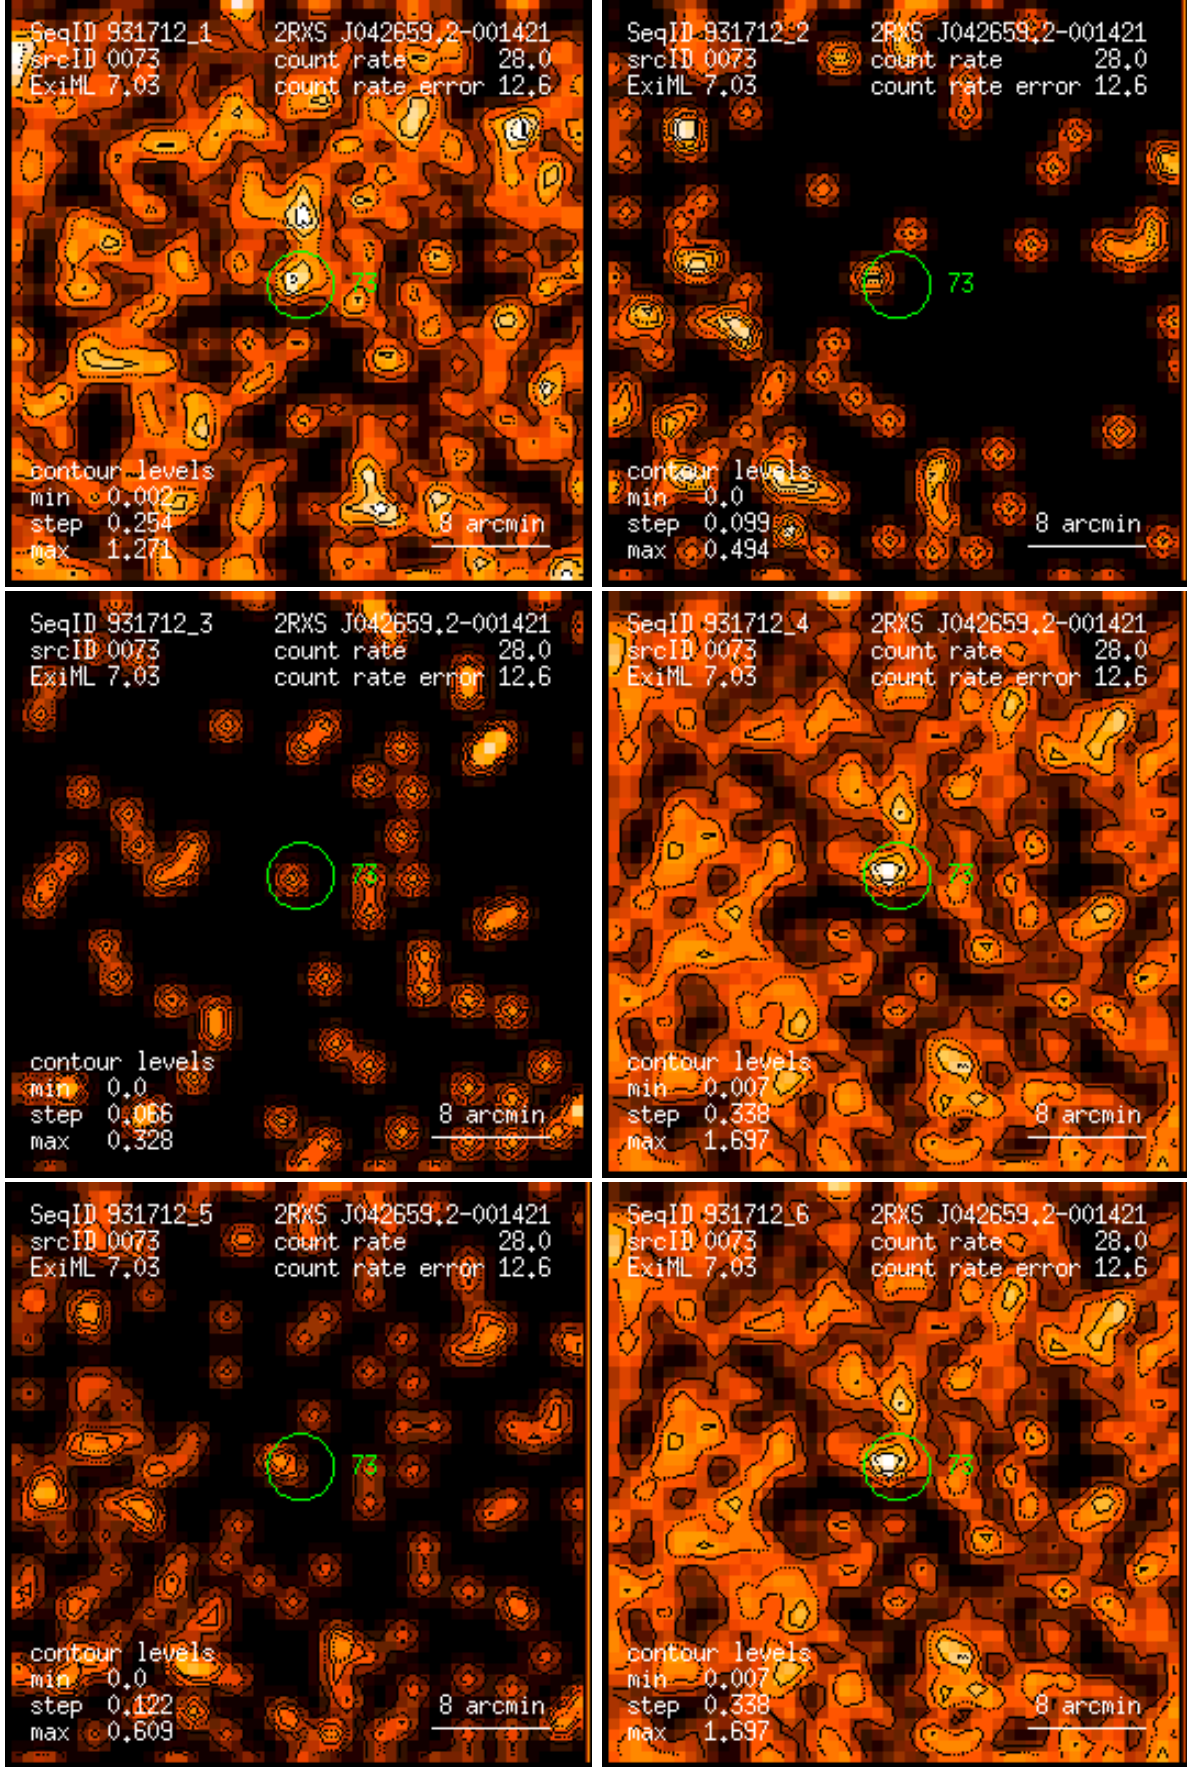 SeqID 931712_1 2RXS J042659.2-001421
srcID 0073 count rate 28.0
ExiML 7.03 count rate error 12.6
73
contour levels
min 0.002
step 0.254 8 arcmin
max 1.271
SeqID 931712_2 2RXS J042659.2-001421
srcID 0073 count rate 28.0
ExiML 7.03 count rate error 12.6
73
contour levels
min 0.0
step 0.099 8 arcmin
max 0.494
SeqID 931712_3 2RXS J042659.2-001421
srcID 0073 count rate 28.0
ExiML 7.03 count rate error 12.6
73
contour levels
min 0.0
step 0.066 8 arcmin
max 0.328
SeqID 931712_4 2RXS J042659.2-001421
srcID 0073 count rate 28.0
ExiML 7.03 count rate error 12.6
73
contour levels
min 0.007
step 0.338 8 arcmin
max 1.697
SeqID 931712_5 2RXS J042659.2-001421
srcID 0073 count rate 28.0
ExiML 7.03 count rate error 12.6
73
contour levels
min 0.0
step 0.122 8 arcmin
max 0.609
SeqID 931712_6 2RXS J042659.2-001421
srcID 0073 count rate 28.0
ExiML 7.03 count rate error 12.6
73
contour levels
min 0.007
step 0.338 8 arcmin
max 1.697